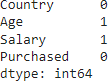 Country 0
Age 1
Salary 1
Purchased 0
dtype: int64